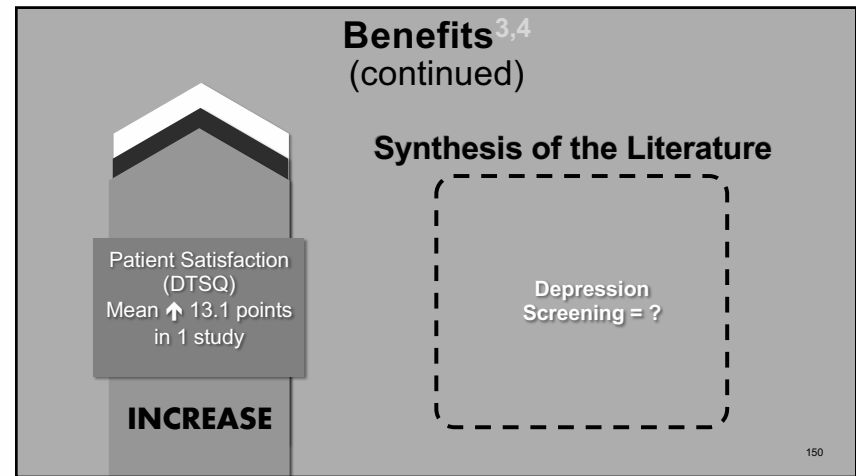 Benefits3,4
(continued)
Synthesis of the Literature
Patient Satisfaction
(DTSQ)
Mean ↑ 13.1 points
in 1 study
Depression
Screening = ?
INCREASE
150